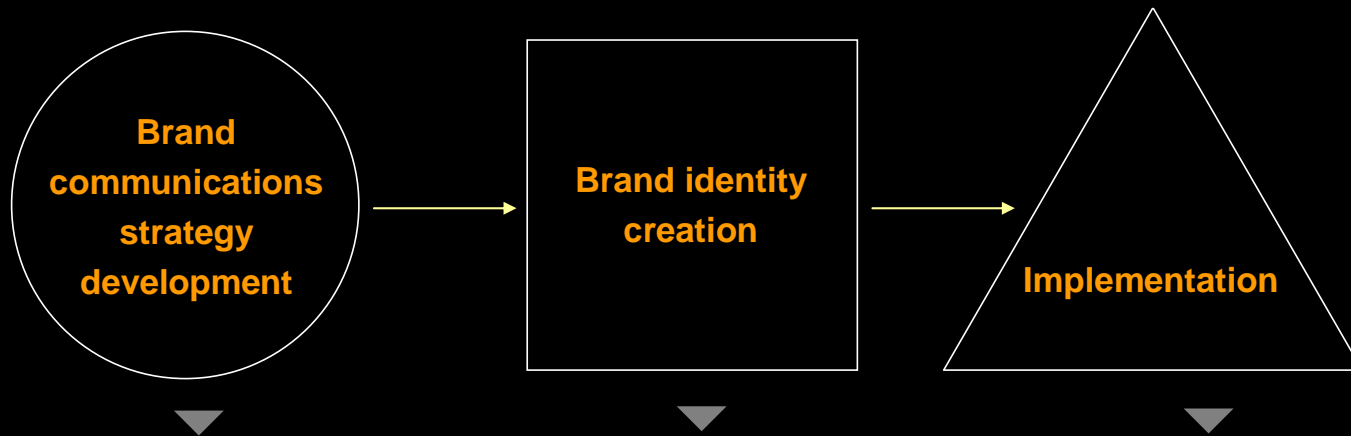 Brand
communications
strategy
development
Brand identity
creation
Implementation